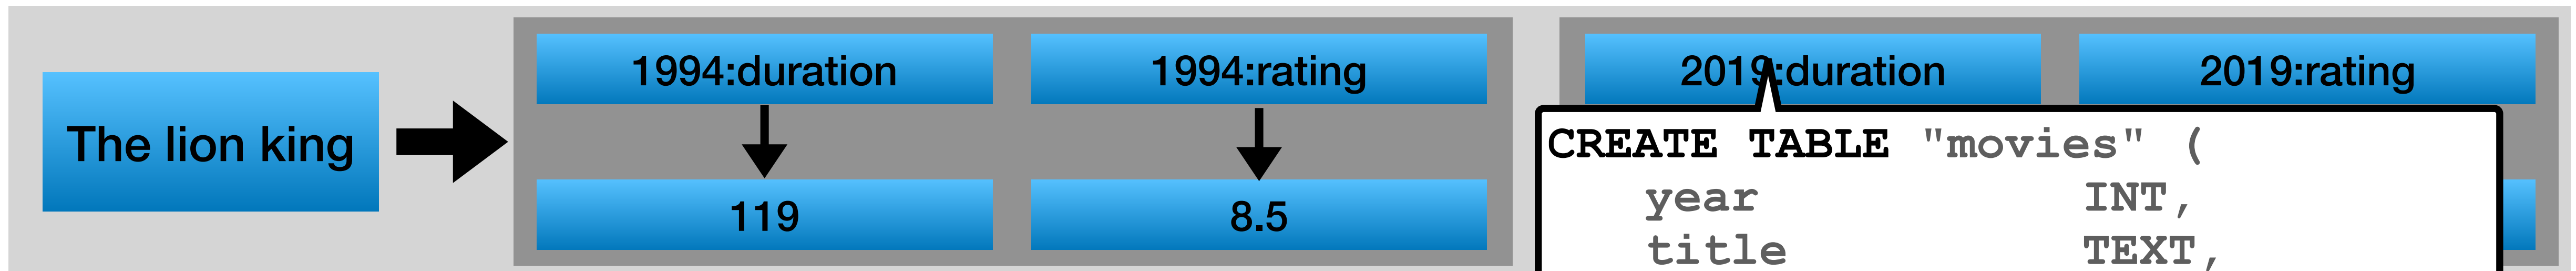 1994:duration 1994:rating 2019:duration 2019:rating
The lion king
CREATE TABLE "movies" (
year INT,
119 8.5
title TEXT,